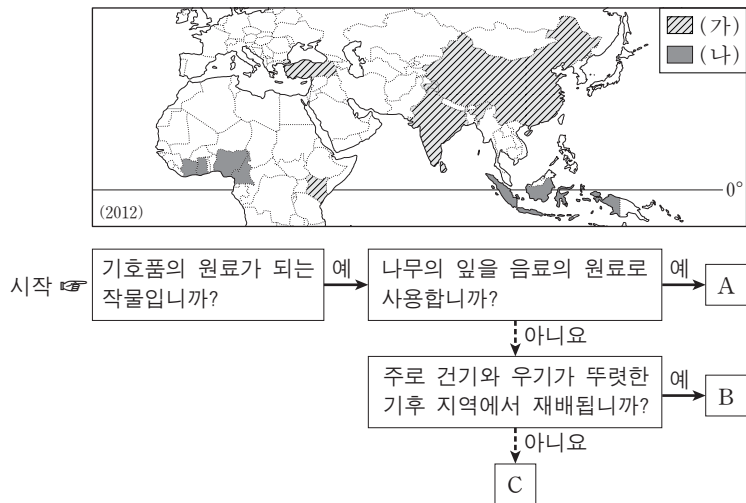 (가)
(나)
0°
(2012)
시작 ☞
기호품의 원료가 되는
작물입니까?
예
나무의 잎을 음료의 원료로
사용합니까?
예
A
아니요
주로 건기와 우기가 뚜렷한
기후 지역에서 재배됩니까?
예
B
아니요
C